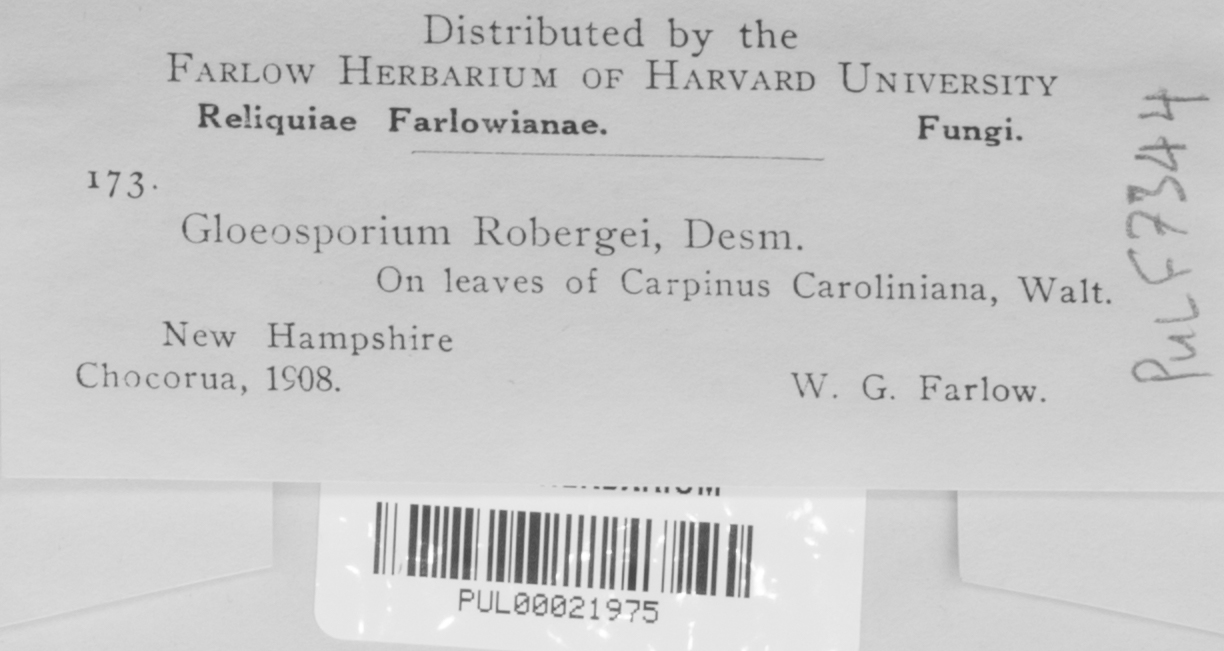 Distributed by the
FARLOW HERBARIUM OF HARVARD UNIVERSITY
Reliquiae Farlowianae. Fungi.
173.
Gloeosporium Robergei, Desm.
On leaves of Carpinus Caroliniana, Walt.
New Hampshire
Chocorua, 1908.
W. G. Farlow.
PUL F7344
PUL00021975